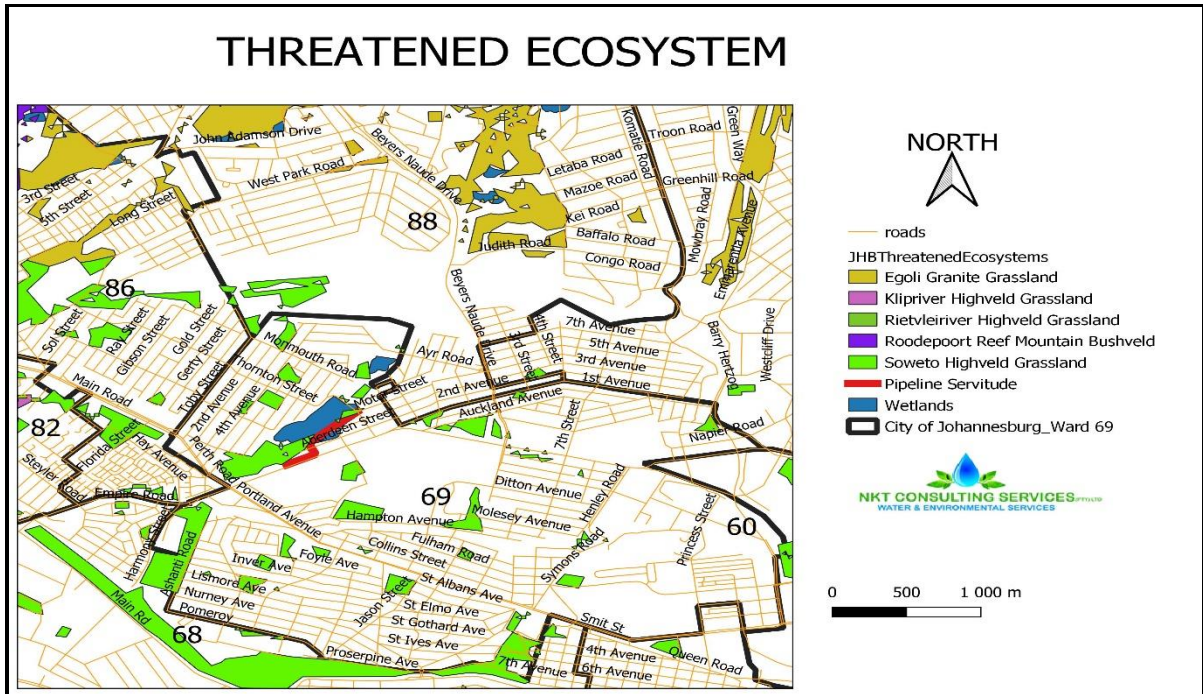 THREATENED ECOSYSTEM
John Adamson Drive
West Park Road
Beyers Naude Drive
Komatie Road
Troon Road
Green Way
Letaba Road
Mazoe Road
Greenhill Road
Kei Road
Mowbray Road
Baffalo Road
Congo Road
Judith Road
Emmarentia Avenue
3rd Street
5th Street
Long Street
88
86
Beyers Naude Drive
Sol Street
Ray Street
Gibson Street
Gold Street
Gerty Street
Toby Street
2nd Avenue
4th Avenue
Thornton Street
Monmouth Road
Ayr Road
Motor Street
Aberdeen Street
2nd Avenue
Auckland Avenue
3rd Street
4th Street
7th Avenue
5th Avenue
3rd Avenue
1st Avenue
Barry Hertzog
Westcliff Drive
Napier Road
7th Street
Main Road
82
Florida Street
Hay Avenue
Steyler Road
Empire Road
Perth Road
Portland Avenue
69
Ditton Avenue
Henley Road
Hampton Avenue
Molesey Avenue
Princess Street
60
Harmony Street
Ashanti Road
Inver Ave
Foyle Ave
Collins Street
Fulham Road
Symons Road
Lismore Ave
Nurney Ave
Pomeroy
Jason Street
St Albans Ave
St Elmo Ave
St Gothard Ave
St Ives Ave
Smit St
Main Rd
68
Proserpine Ave
7th Avenue
4th Avenue
6th Avenue
Queen Road
NORTH
roads
JHBThreatenedEcosystems
Egoli Granite Grassland
Klipriver Highveld Grassland
Rietvleiriver Highveld Grassland
Roodepoort Reef Mountain Bushveld
Soweto Highveld Grassland
Pipeline Servitude
Wetlands
City of Johannesburg_Ward 69
NKT CONSULTING SERVICES(PTY)LTD
WATER & ENVIRONMENTAL SERVICES
0 500 1 000 m